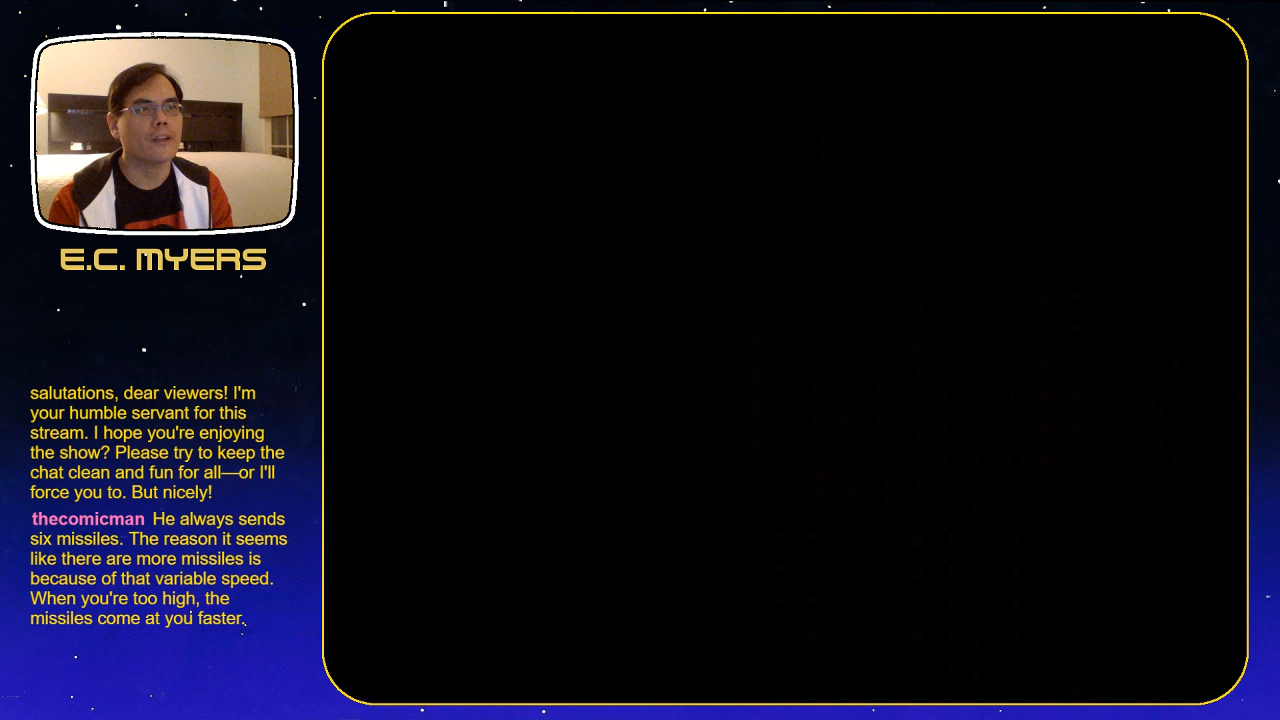 E.C. MYERS
salutations, dear viewers! I'm
your humble servant for this
stream. I hope you're enjoying
the show? Please try to keep the
chat clean and fun for all—or I'll
force you to. But nicely!
thecomicman He always sends
six missiles. The reason it seems
like there are more missiles is
because of that variable speed.
When you're too high, the
missiles come at you faster.